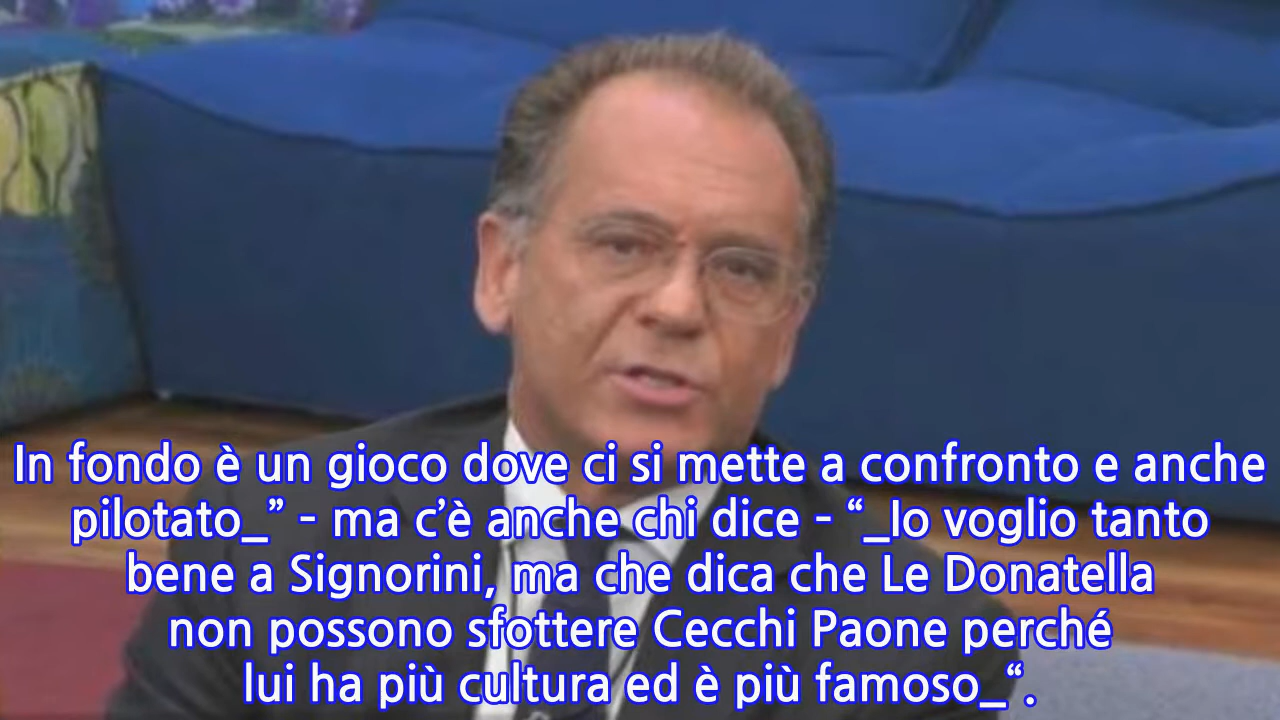 In fondo è un gioco dove ci si mette a confronto e anche
pilotato_” - ma c’è anche chi dice - “_Io voglio tanto
bene a Signorini, ma che dica che Le Donatella
non possono sfottere Cecchi Paone perché
lui ha più cultura ed è più famoso_“.